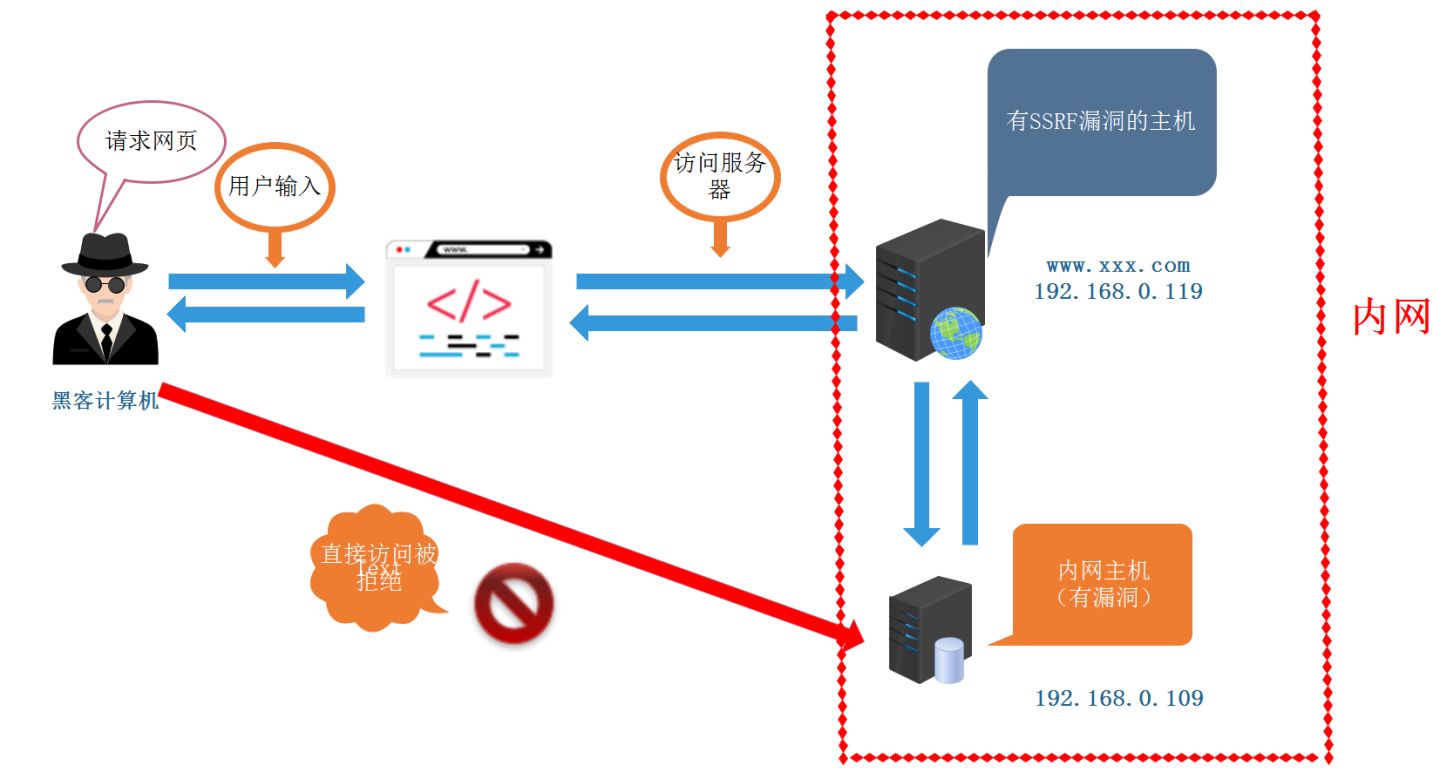 请求网页
用户输入
访问服务
器
有SSRF漏洞的主机
www.
</>
www.xxx.com
192.168.0.119
内网
黑客计算机
直接访问被
Text
拒绝
内网主机
（有漏洞）
192.168.0.109